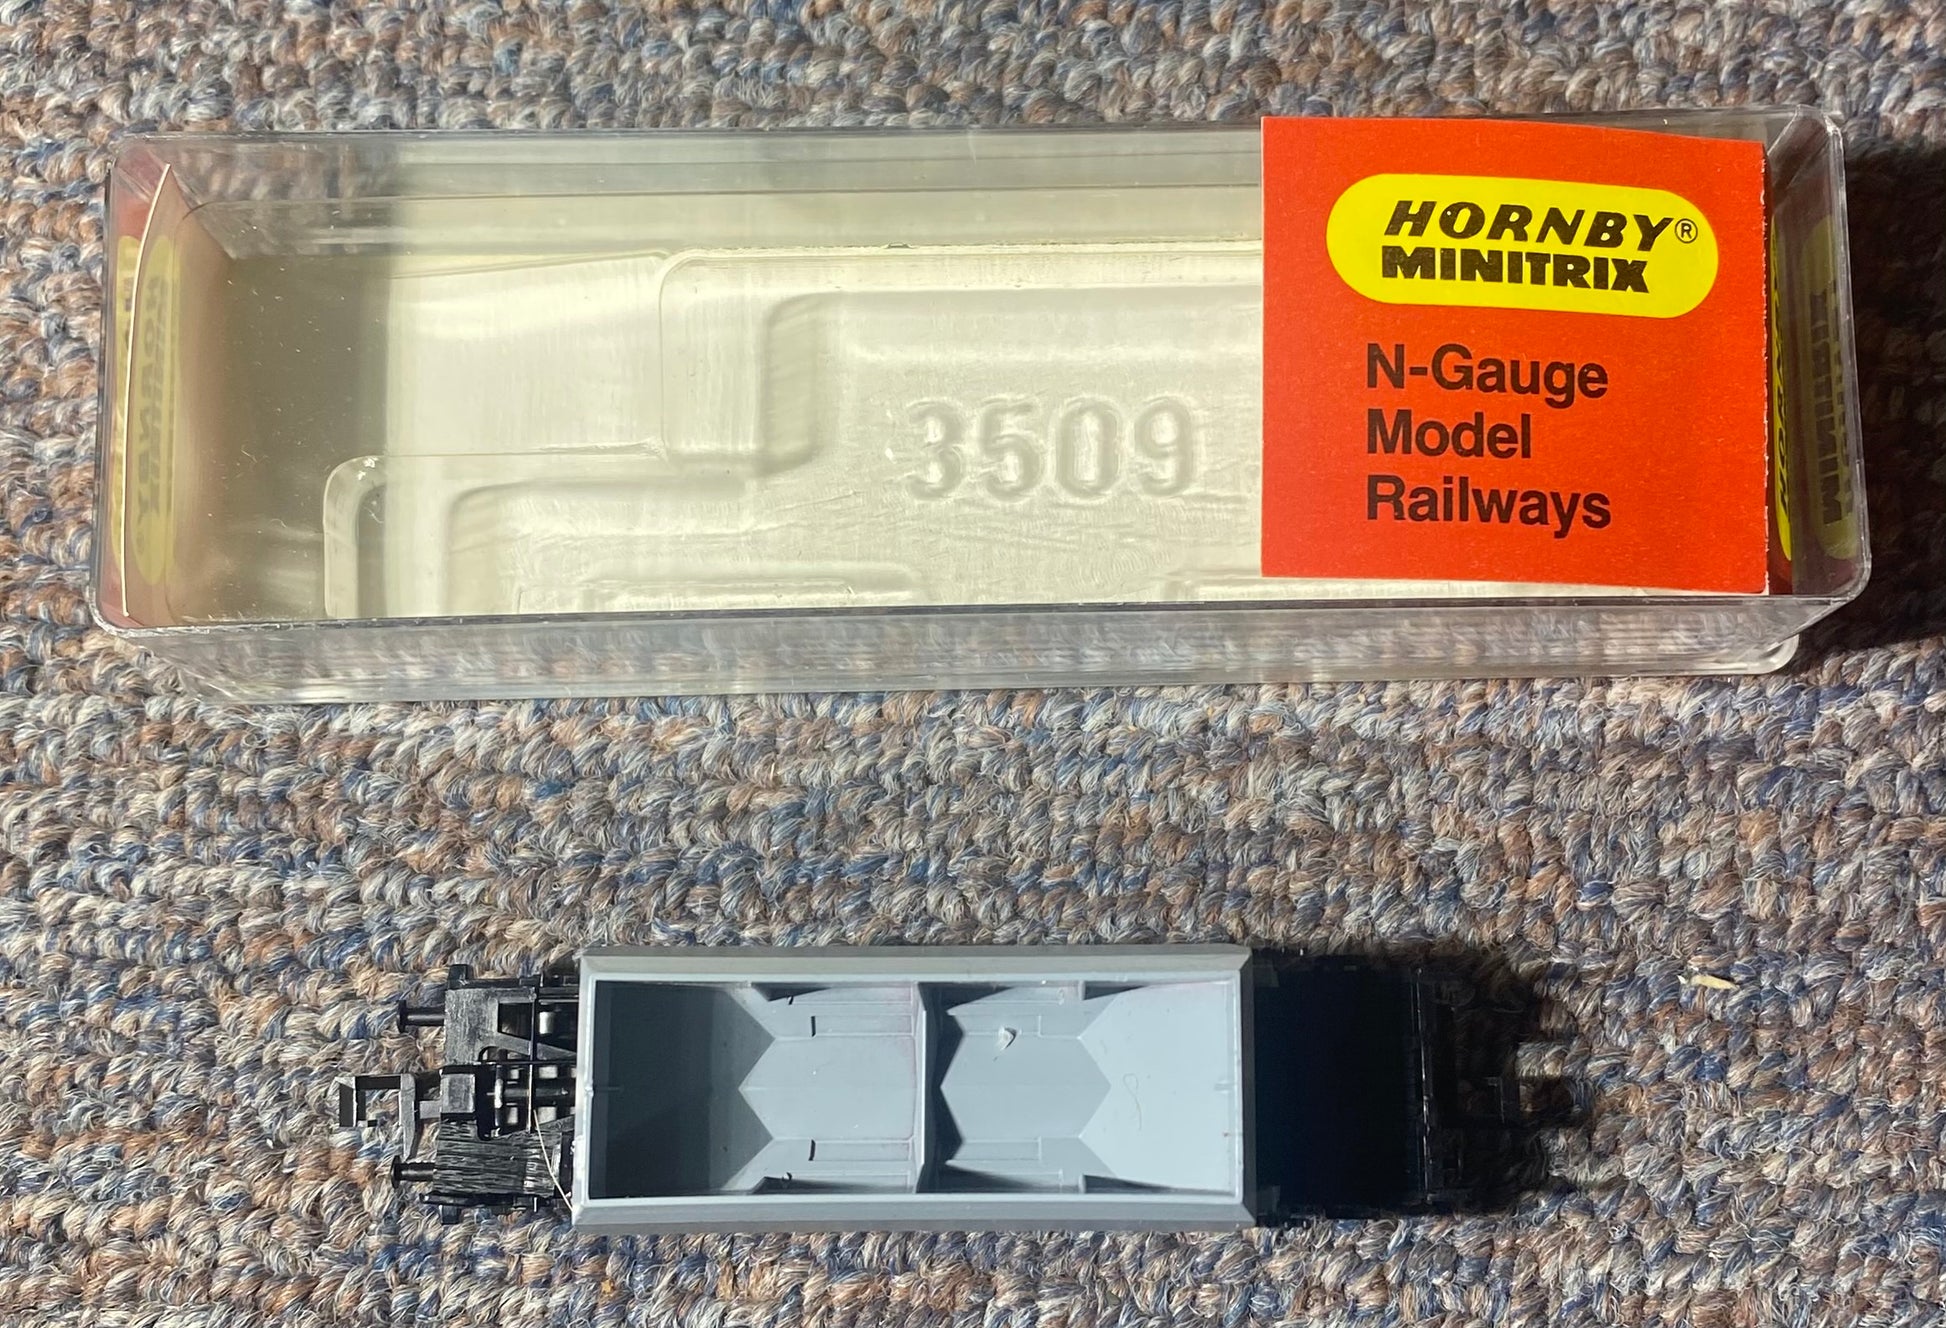 HORNBY®
MINITRIX
N-Gauge
Model
Railways
3509